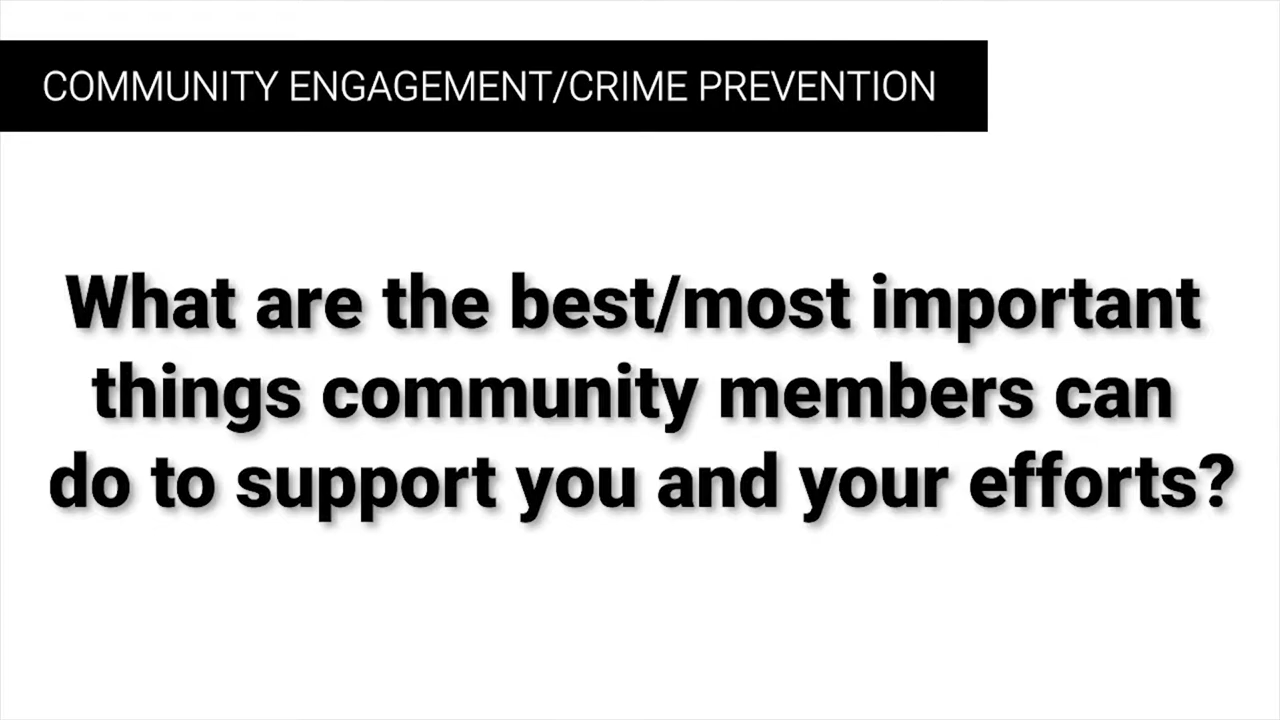 COMMUNITY ENGAGEMENT/CRIME PREVENTION
What are the best/most important
things community members can
do to support you and your efforts?